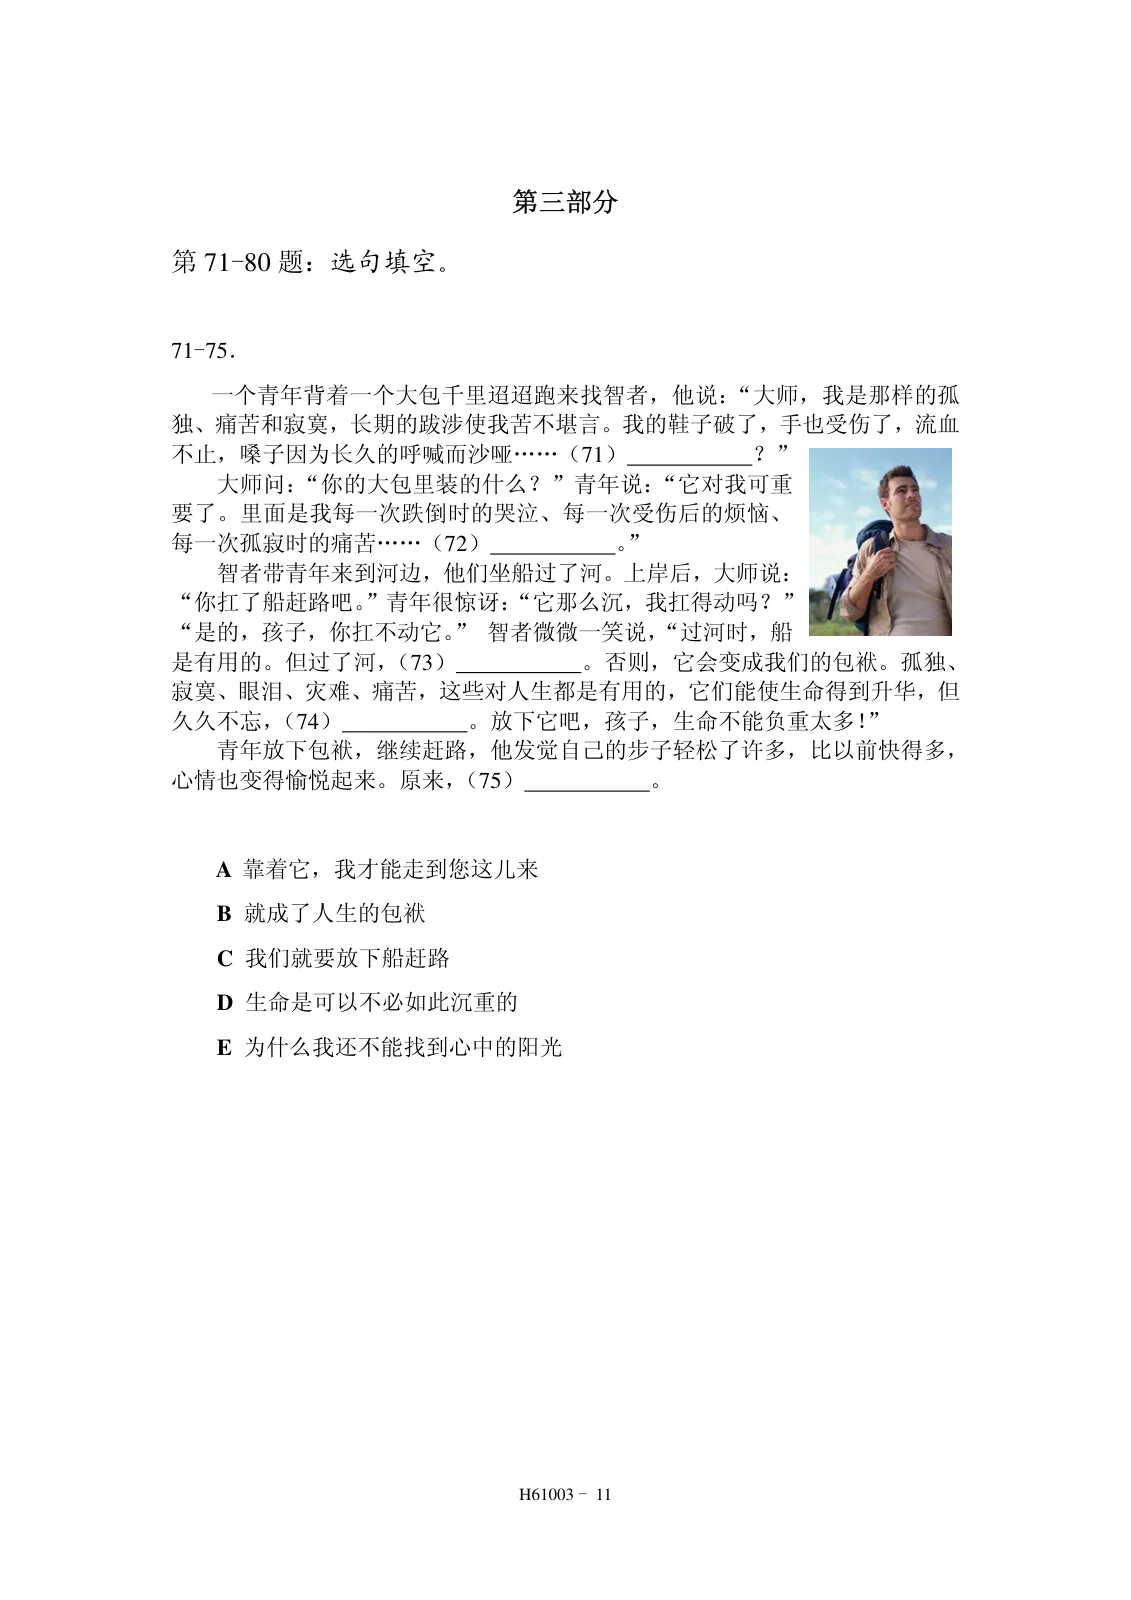 第三部分
第 71-80 题：选句填空。
71-75．
一个青年背着一个大包千里迢迢跑来找智者，他说：“大师，我是那样的孤
独、痛苦和寂寞，长期的跋涉使我苦不堪言。我的鞋子破了，手也受伤了，流血
不止，嗓子因为长久的呼喊而沙哑……（71）___________？”
大师问：“你的大包里装的什么？”青年说：“它对我可重
要了。里面是我每一次跌倒时的哭泣、每一次受伤后的烦恼、
每一次孤寂时的痛苦……（72）___________。”
智者带青年来到河边，他们坐船过了河。上岸后，大师说：
“你扛了船赶路吧。”青年很惊讶：“它那么沉，我扛得动吗？”
“是的，孩子，你扛不动它。” 智者微微一笑说，“过河时，船
是有用的。但过了河，（73）___________。否则，它会变成我们的包袱。孤独、
寂寞、眼泪、灾难、痛苦，这些对人生都是有用的，它们能使生命得到升华，但
久久不忘，（74）___________。放下它吧，孩子，生命不能负重太多！”
青年放下包袱，继续赶路，他发觉自己的步子轻松了许多，比以前快得多，
心情也变得愉悦起来。原来，（75）___________。
A 靠着它，我才能走到您这儿来
B 就成了人生的包袱
C 我们就要放下船赶路
D 生命是可以不必如此沉重的
E 为什么我还不能找到心中的阳光
H61003－ 11